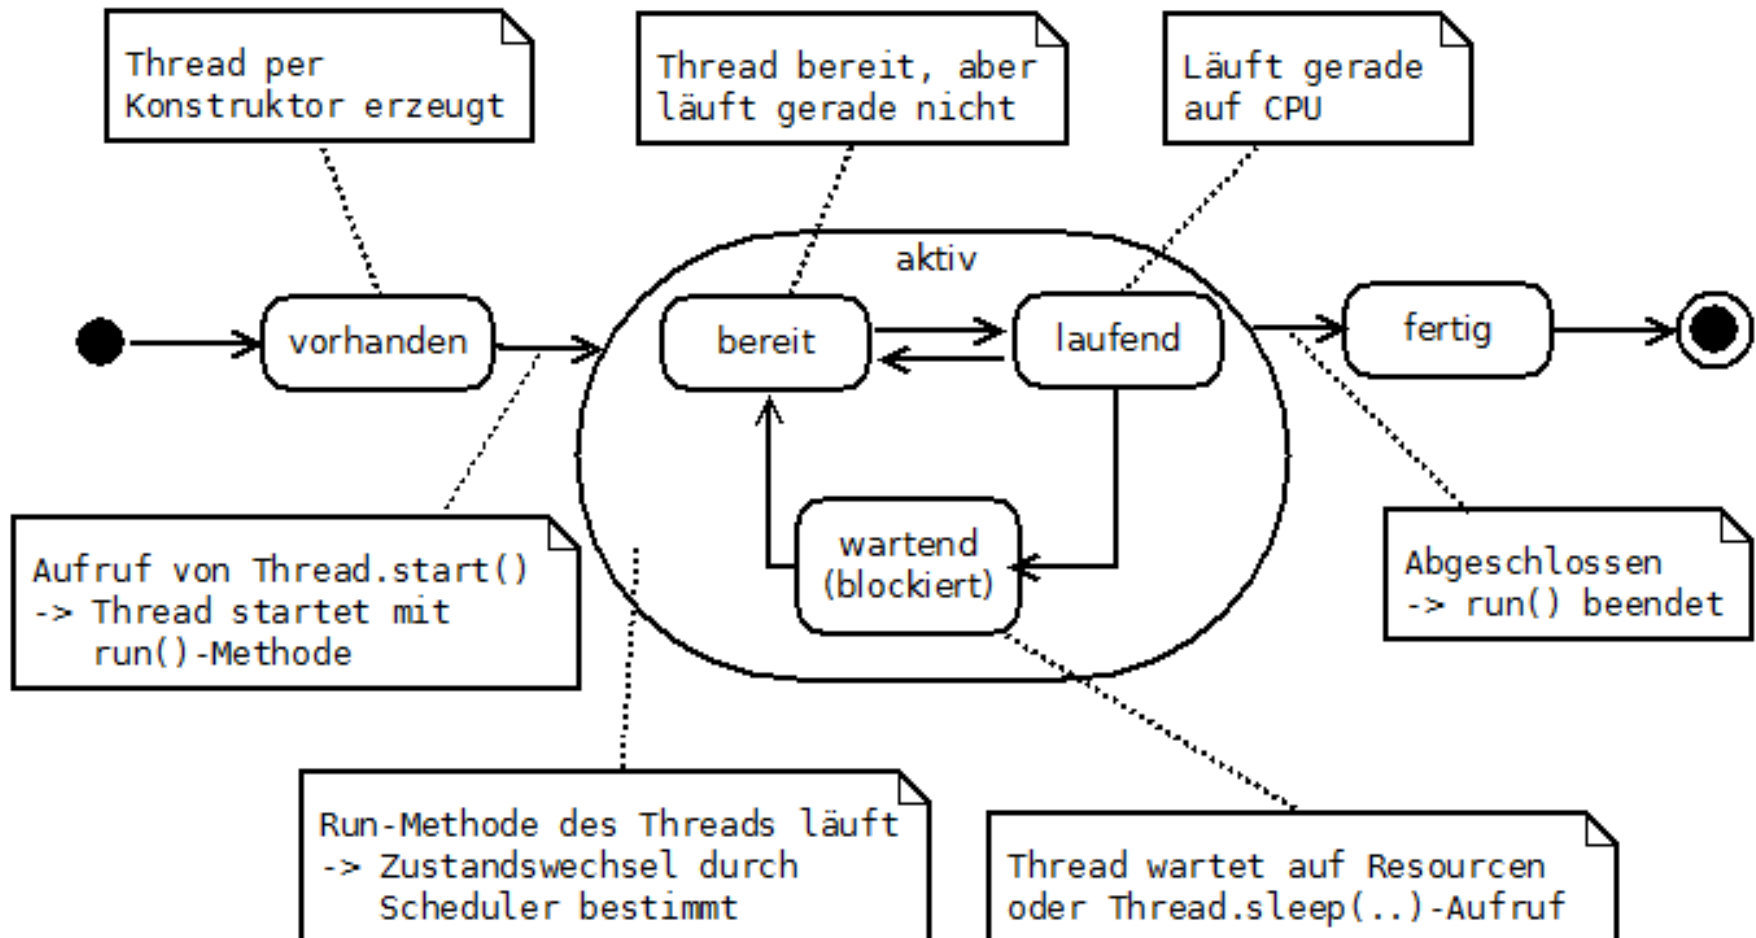 Thread per
Konstruktor erzeugt
Thread bereit, aber
läuft gerade nicht
Läuft gerade
auf CPU
aktiv
vorhanden
bereit
laufend
fertig
wartend
(blockiert)
Aufruf von Thread.start()
-> Thread startet mit
run()-Methode
Abgeschlossen
-> run() beendet
Run-Methode des Threads läuft
-> Zustandswechsel durch
Scheduler bestimmt
Thread wartet auf Resourcen
oder Thread.sleep(..)-Aufruf